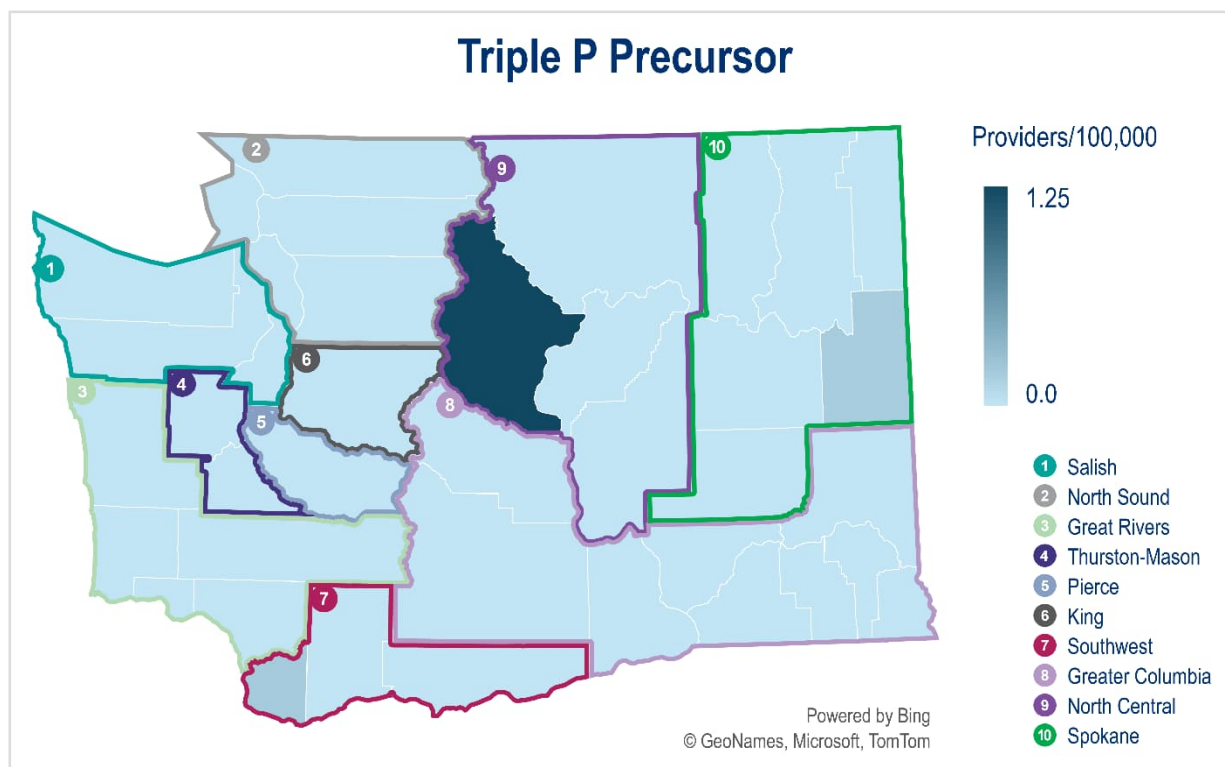 Triple P Precursor
Providers/100,000
1.25
0.0
1
2
3
4
5
6
7
8
9
10
1 Salish
2 North Sound
3 Great Rivers
4 Thurston-Mason
5 Pierce
6 King
7 Southwest
8 Greater Columbia
9 North Central
10 Spokane
Powered by Bing
© GeoNames, Microsoft, TomTom